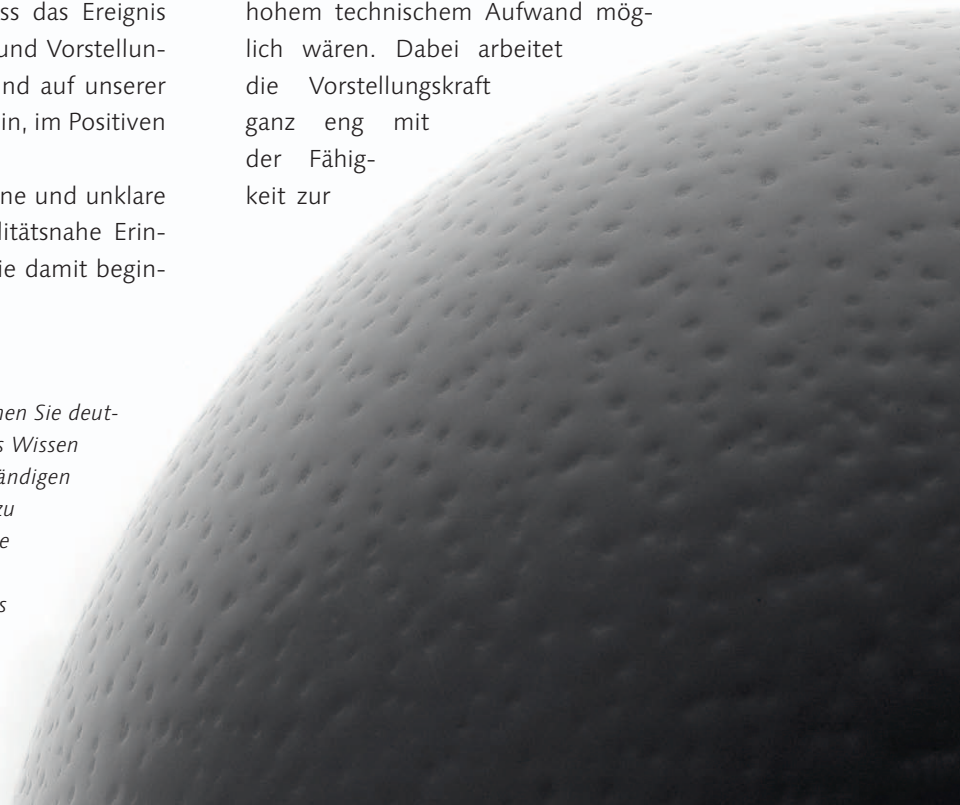 ss das Ereignis
und Vorstellun-
nd auf unserer
in, im Positiven
ne und unklare
litätsnahe Erin-
ie damit begin-
nen Sie deut-
s Wissen
ändigen
zu
e
s
hohem technischem Aufwand mög-
lich wären. Dabei arbeitet
die Vorstellungskraft
ganz eng mit
der Fähig-
keit zur